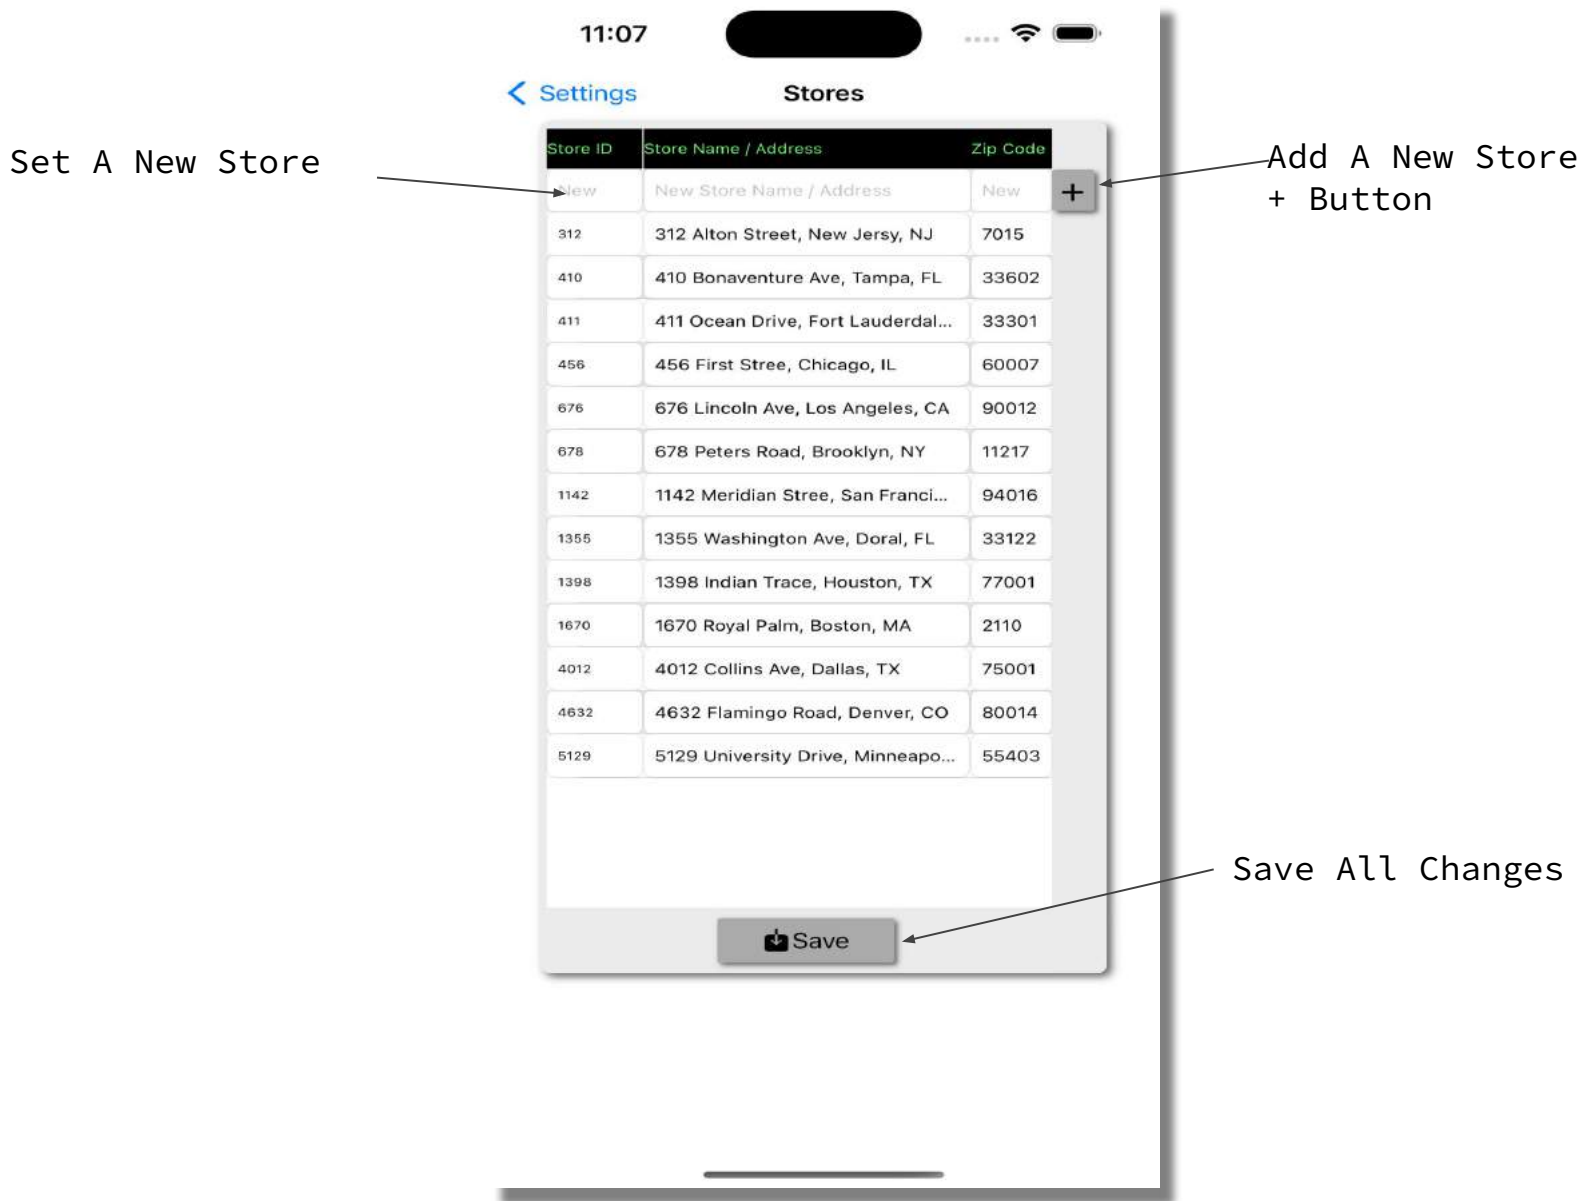 11:07
Settings
Stores
Set A New Store
Add A New Store
+ Button
Store ID Store Name / Address Zip Code
New New Store Name / Address New +
312 312 Alton Street, New Jersy, NJ 7015
410 410 Bonaventure Ave, Tampa, FL 33602
411 411 Ocean Drive, Fort Lauderdal... 33301
456 456 First Stree, Chicago, IL 60007
676 676 Lincoln Ave, Los Angeles, CA 90012
678 678 Peters Road, Brooklyn, NY 11217
1142 1142 Meridian Stree, San Franci... 94016
1355 1355 Washington Ave, Doral, FL 33122
1398 1398 Indian Trace, Houston, TX 77001
1670 1670 Royal Palm, Boston, MA 2110
4012 4012 Collins Ave, Dallas, TX 75001
4632 4632 Flamingo Road, Denver, CO 80014
5129 5129 University Drive, Minneapo... 55403
Save All Changes
Save